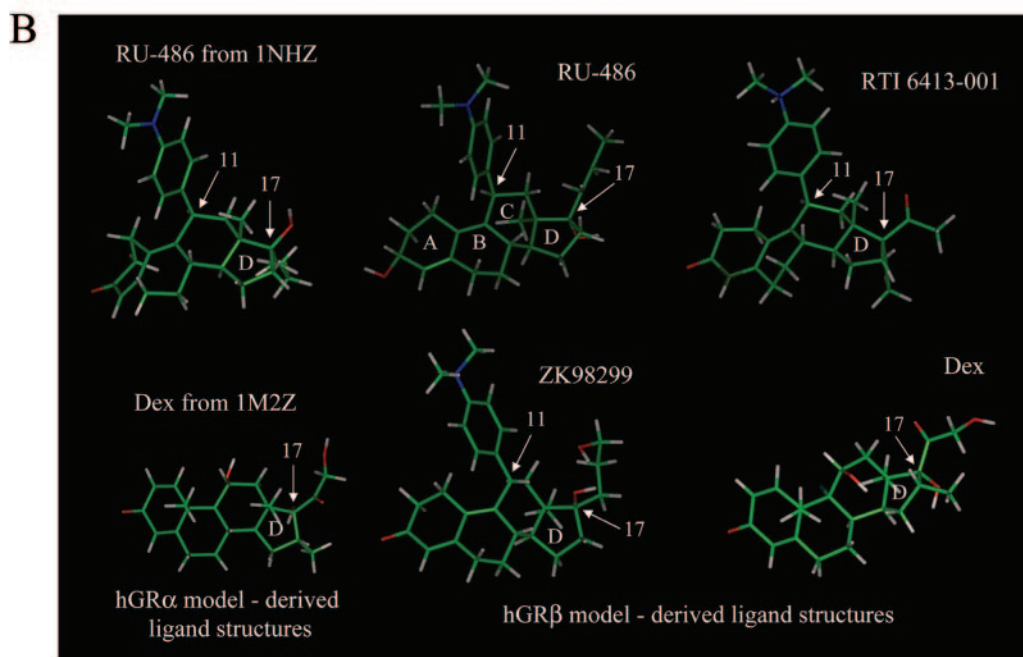 B
RU-486 from 1NHZ
11
17
D
RU-486
11
17
A
B
C
D
RTI 6413-001
11
17
D
Dex from 1M2Z
17
D
ZK98299
11
17
D
Dex
17
D
hGRα model - derived
ligand structures
hGRβ model - derived ligand structures